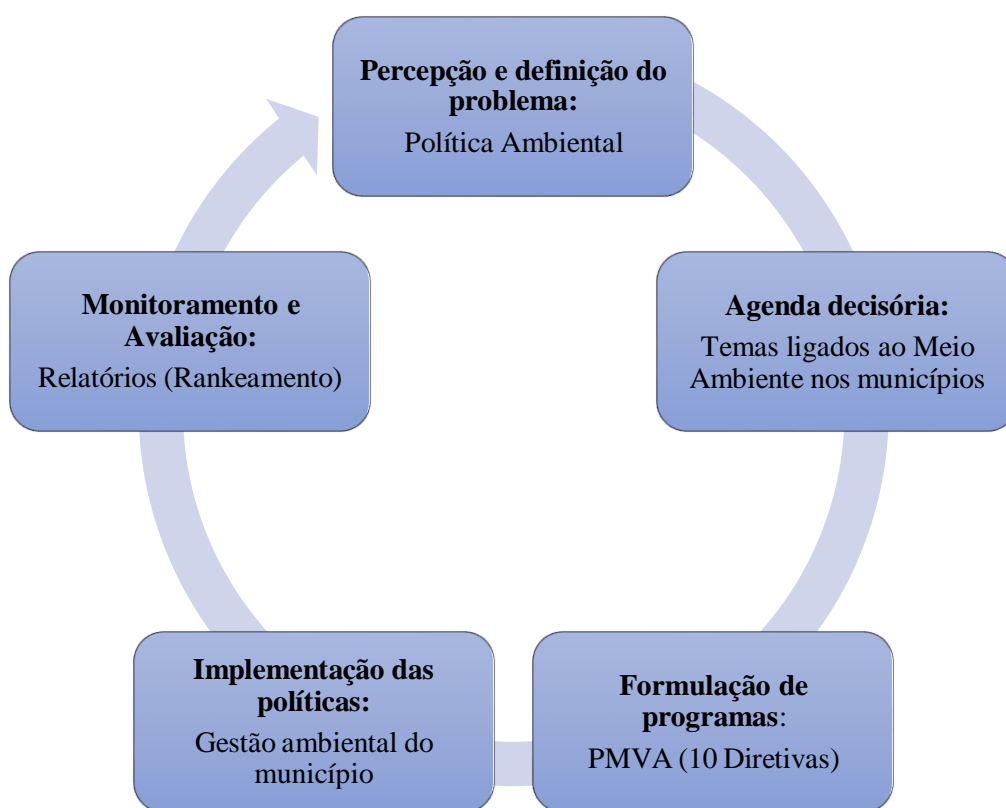 Percepção e definição do
problema:
Política Ambiental
Agenda decisória:
Temas ligados ao Meio
Ambiente nos municípios
Formulação de
programas:
PMVA (10 Diretivas)
Implementação das
políticas:
Gestão ambiental do
município
Monitoramento e
Avaliação:
Relatórios (Rankeamento)